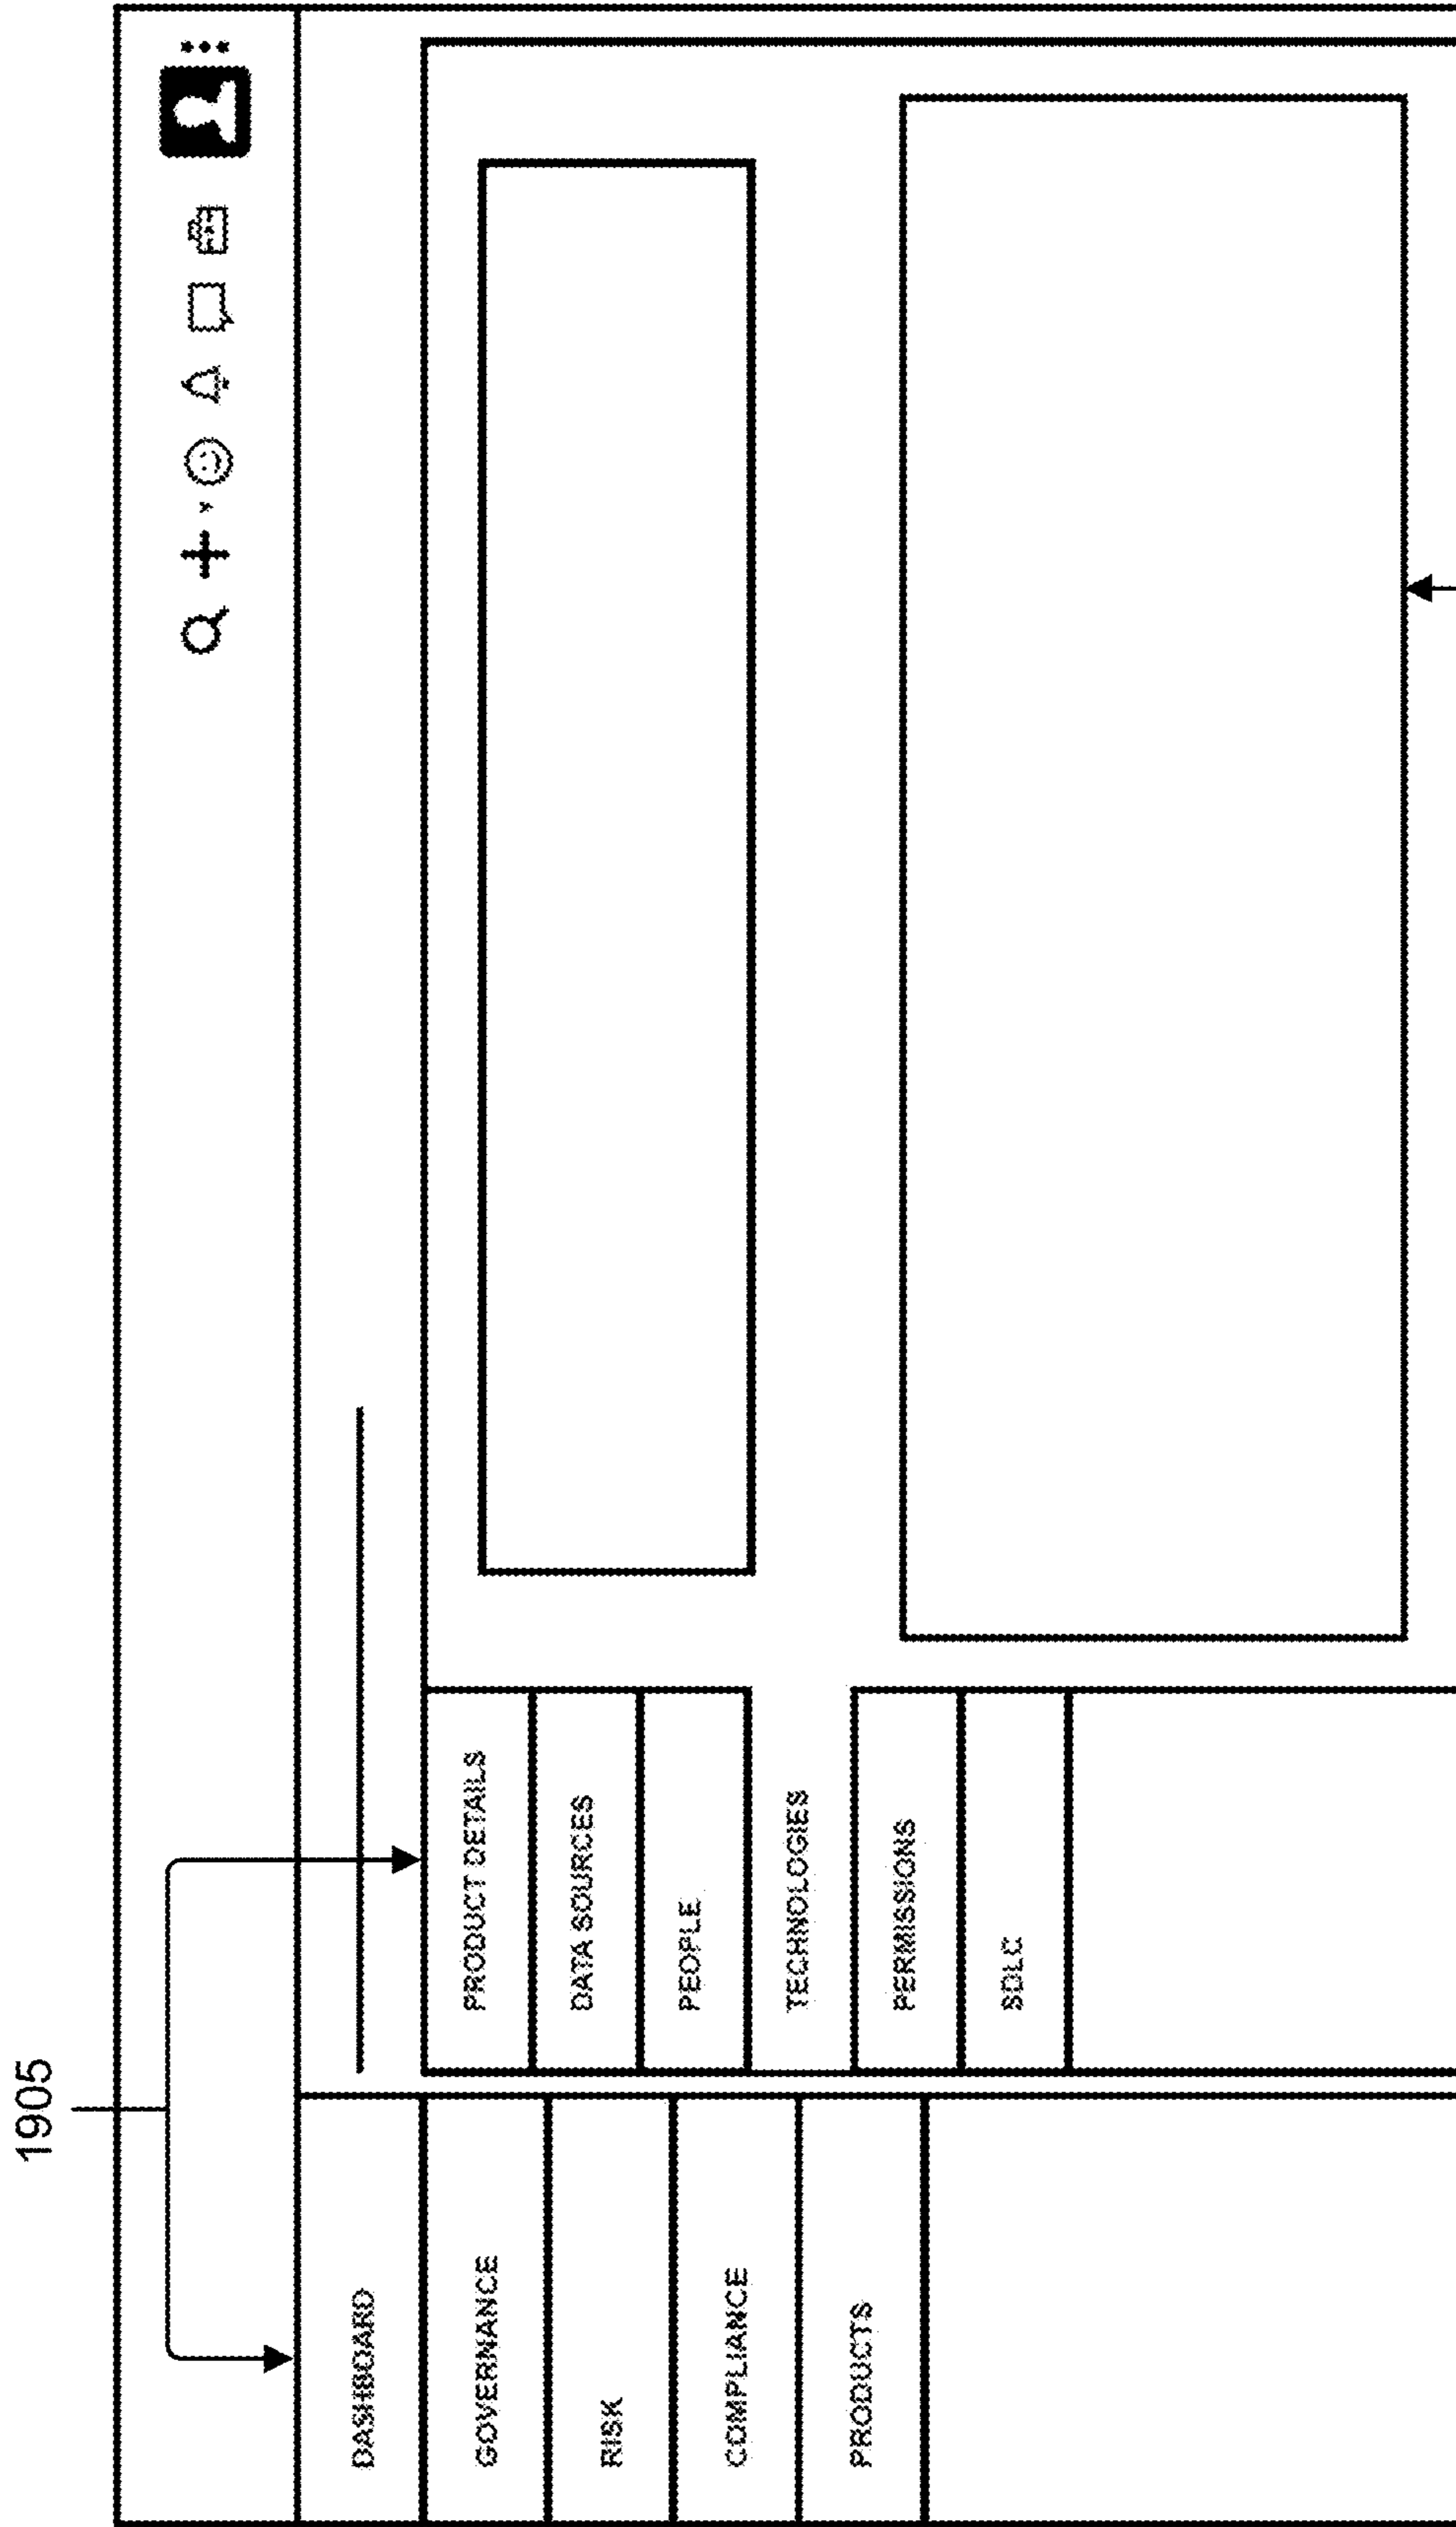 1905
DASHBOARD
GOVERNANCE
RISK
COMPLIANCE
PRODUCTS
PRODUCT DETAILS
DATA SOURCES
PEOPLE
TECHNOLOGIES
PERMISSIONS
SDLC